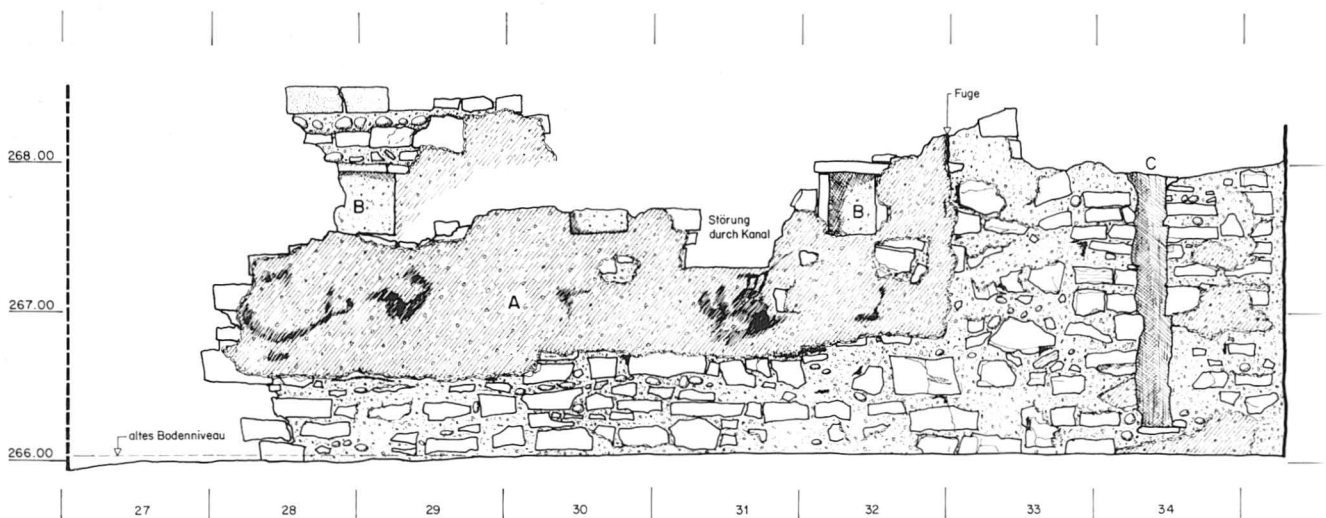 Fuge
268.00
C
B
B
Störung
durch Kanal
267.00
A
altes Bodenniveau
266.00
27 28 29 30 31 32 33 34